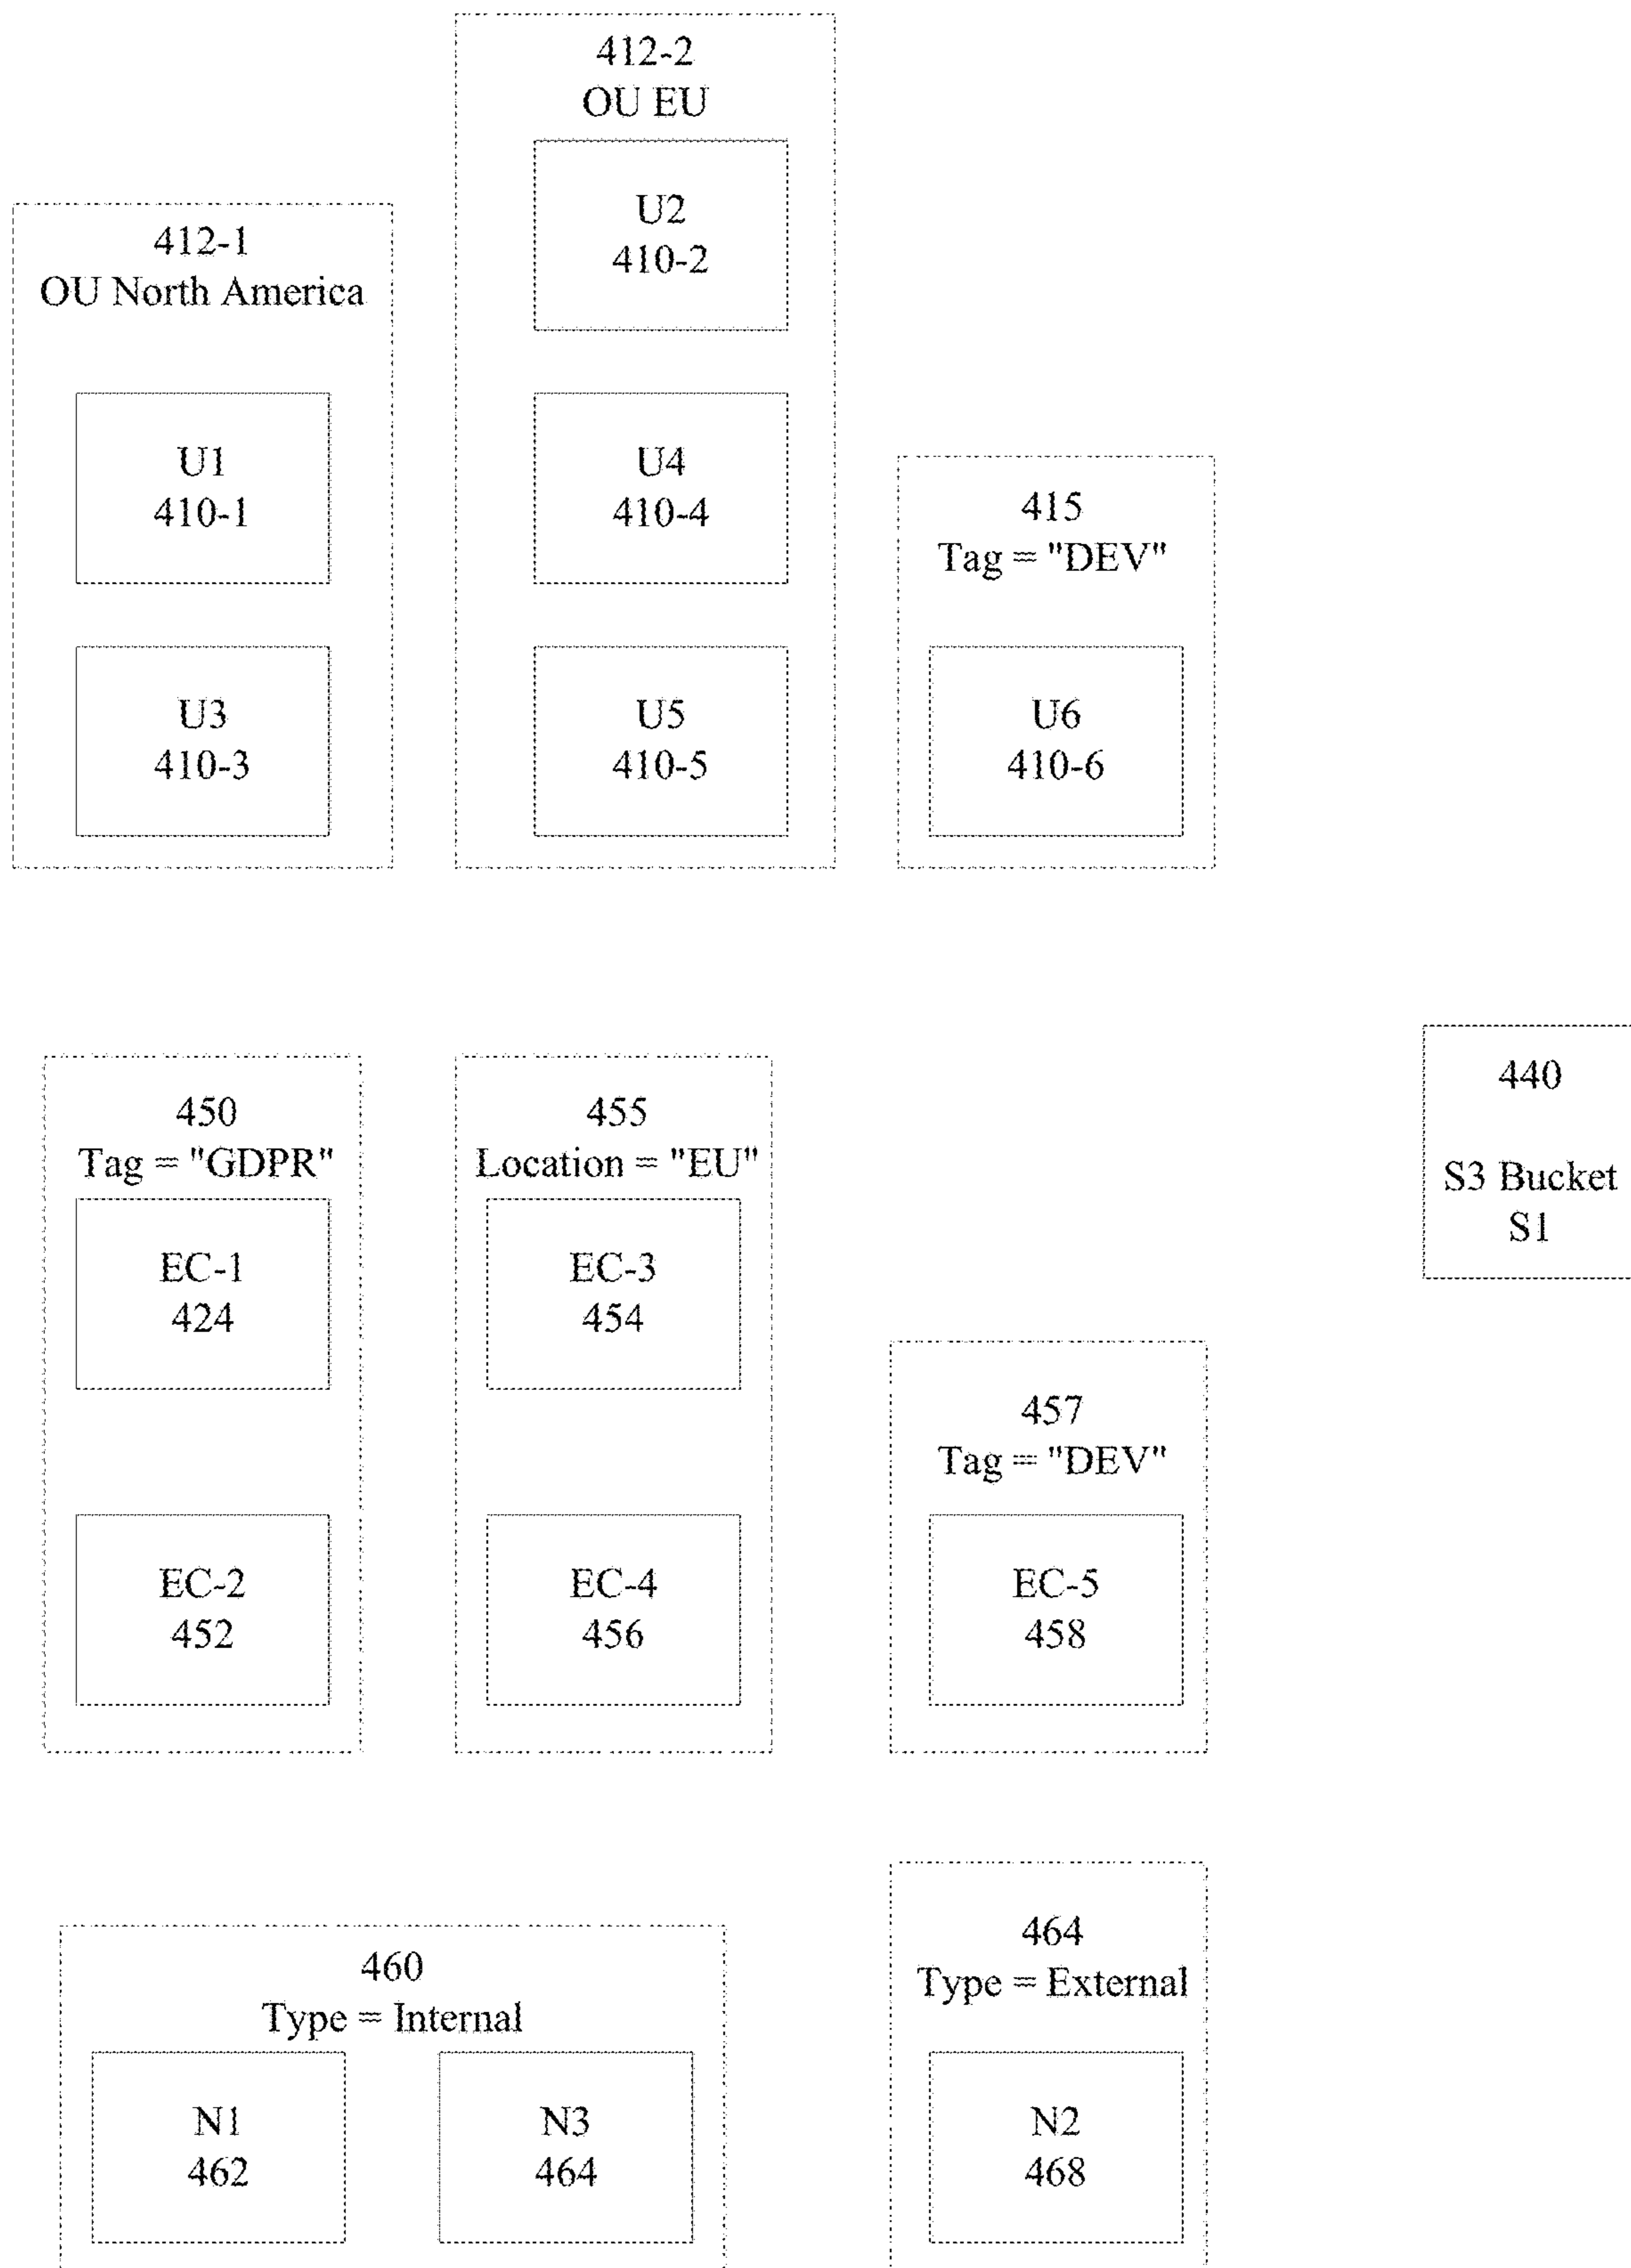 412-2
OU EU
U2
410-2
412-1
OU North America
U1
410-1
U4
410-4
415
Tag = "DEV"
U3
410-3
U5
410-5
U6
410-6
440
S3 Bucket
S1
450
Tag = "GDPR"
455
Location = "EU"
EC-1
424
EC-3
454
457
Tag = "DEV"
EC-2
452
EC-4
456
EC-5
458
460
Type = Internal
464
Type = External
N1
462
N3
464
N2
468